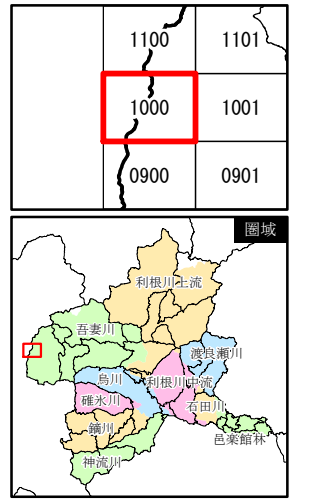 1100 1101
1000 1001
0900 0901
圏域
利根川上流
吾妻川
渡良瀬川
烏川 利根川中流
碓氷川
石田川
鏑川
邑楽館林
神流川